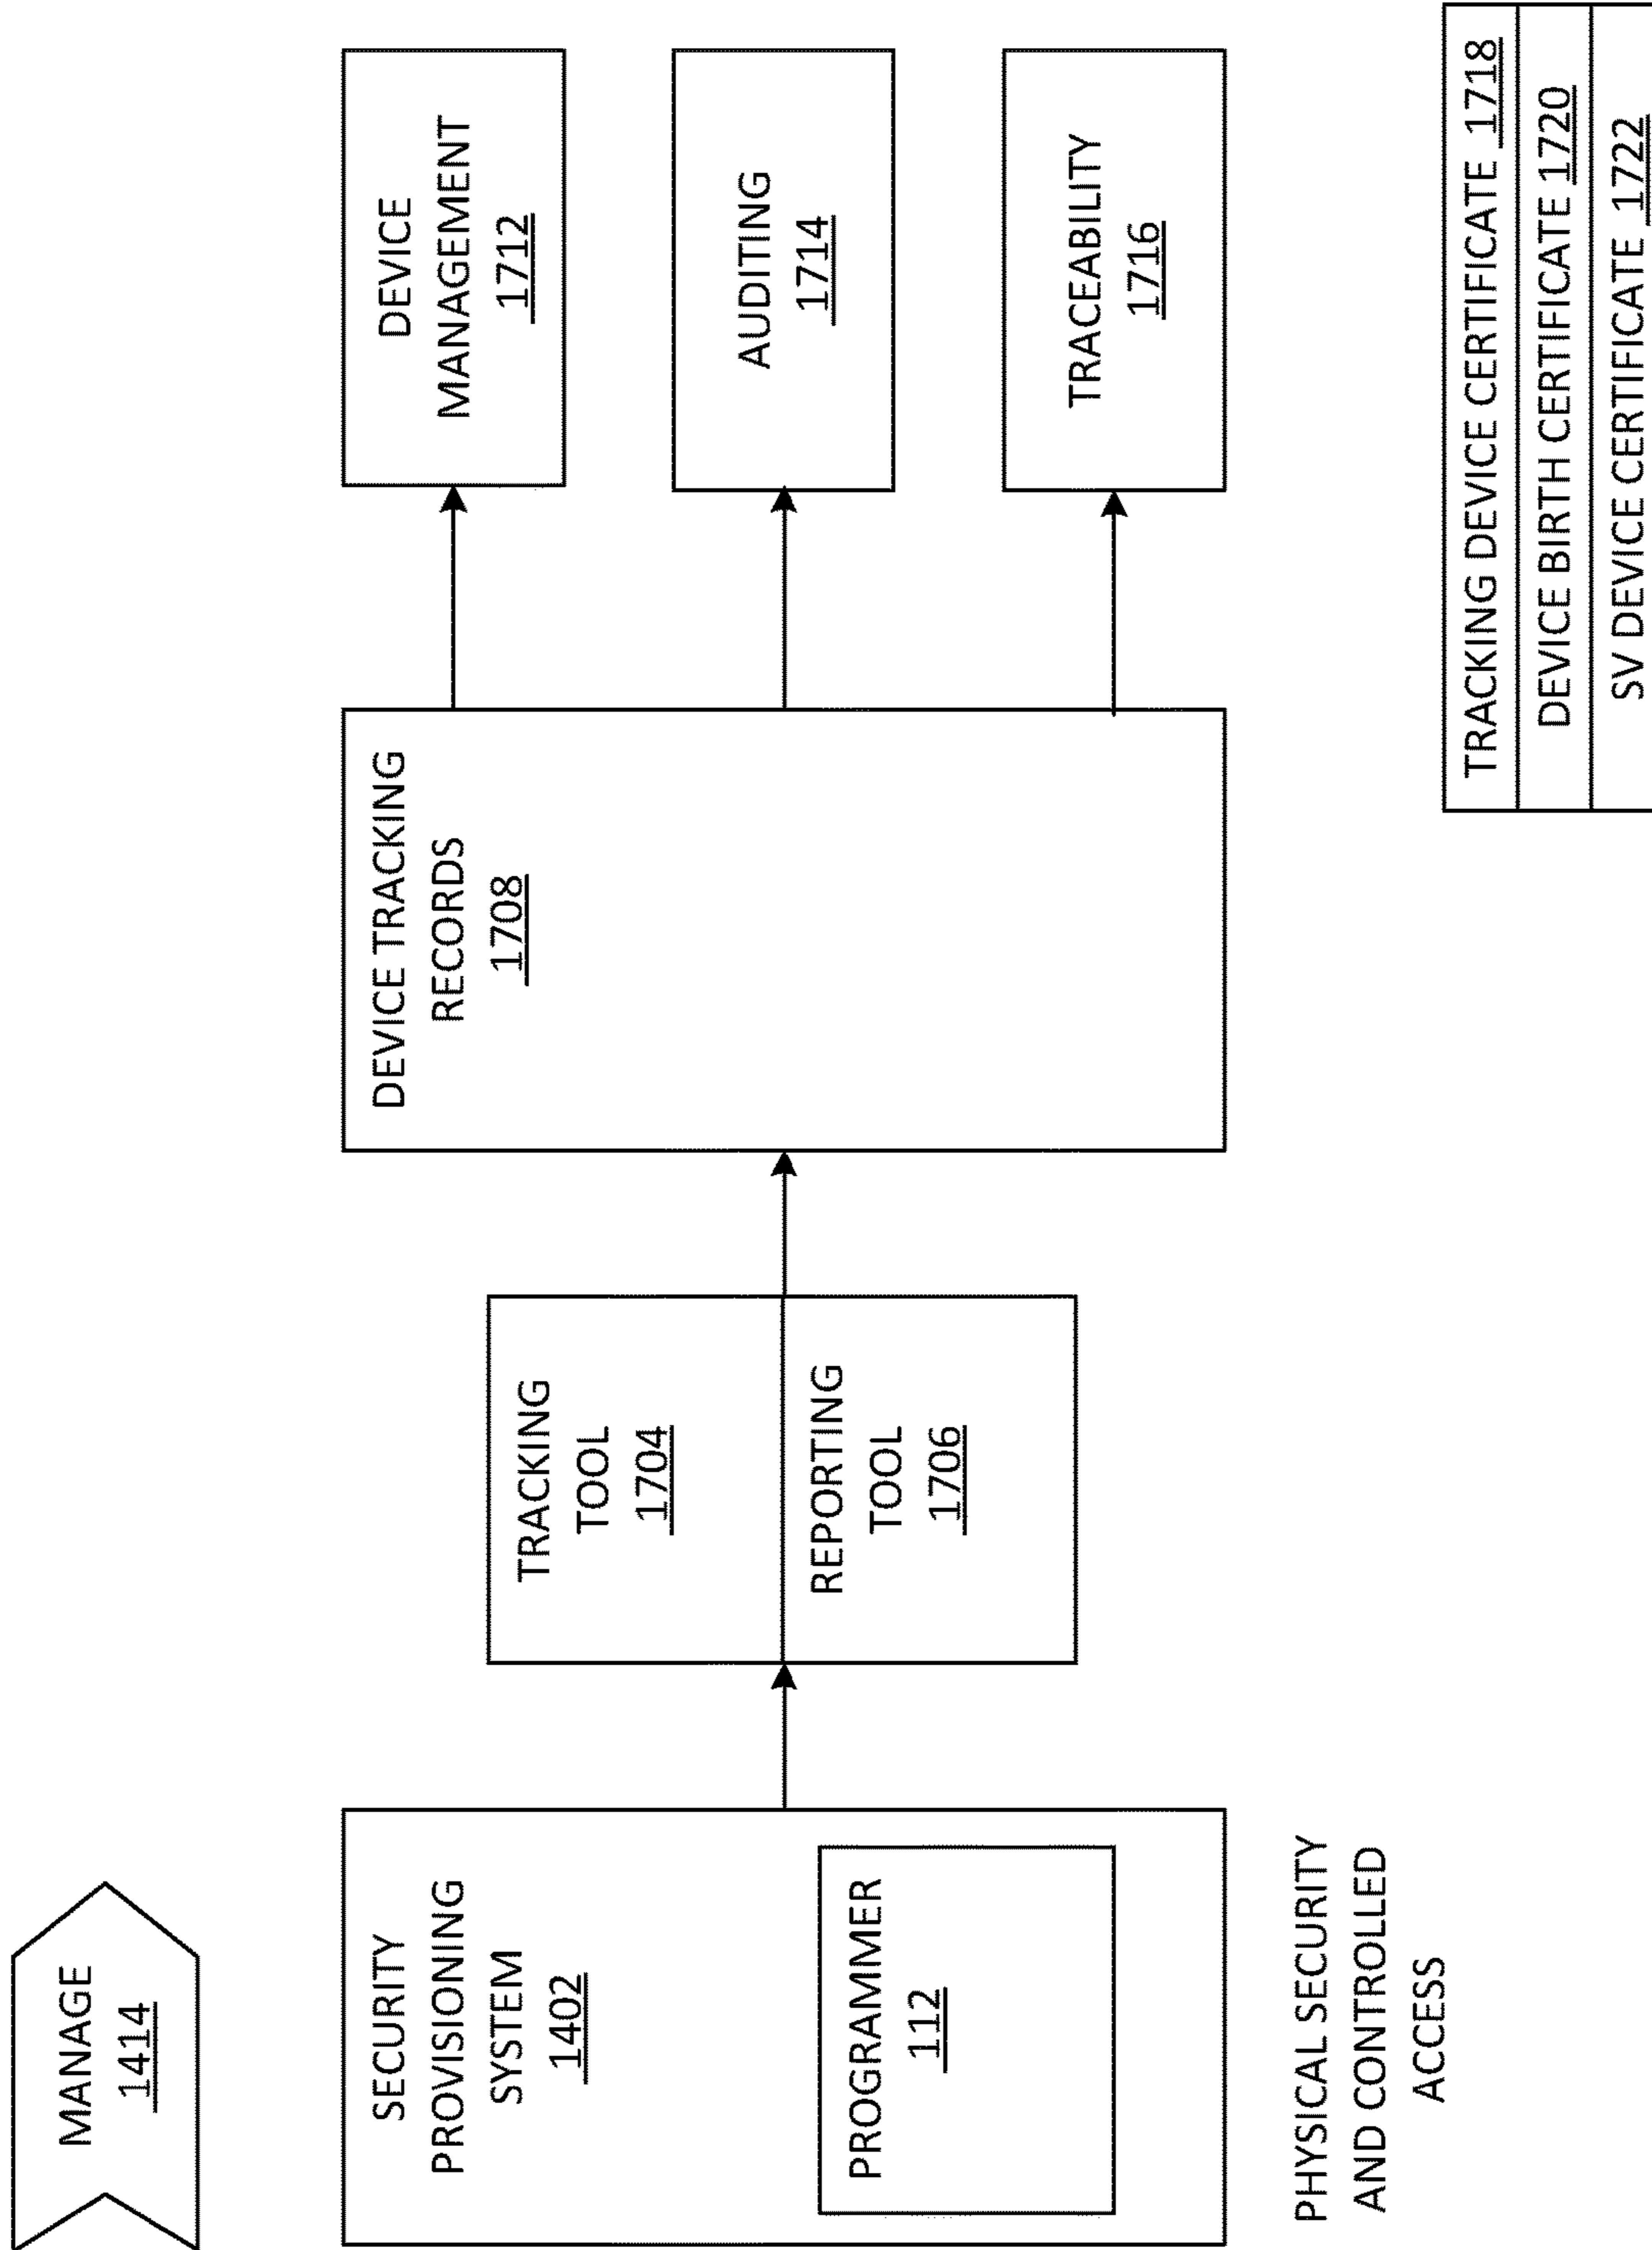 MANAGE
1414
SECURITY
PROVISIONING
SYSTEM
1402
PROGRAMMER
112
PHYSICAL SECURITY
AND CONTROLLED
ACCESS
TRACKING
TOOL
1704
REPORTING
TOOL
1706
DEVICE TRACKING
RECORDS
1708
DEVICE
MANAGEMENT
1712
AUDITING
1714
TRACEABILITY
1716
TRACKING DEVICE CERTIFICATE 1718
DEVICE BIRTH CERTIFICATE 1720
SV DEVICE CERTIFICATE 1722